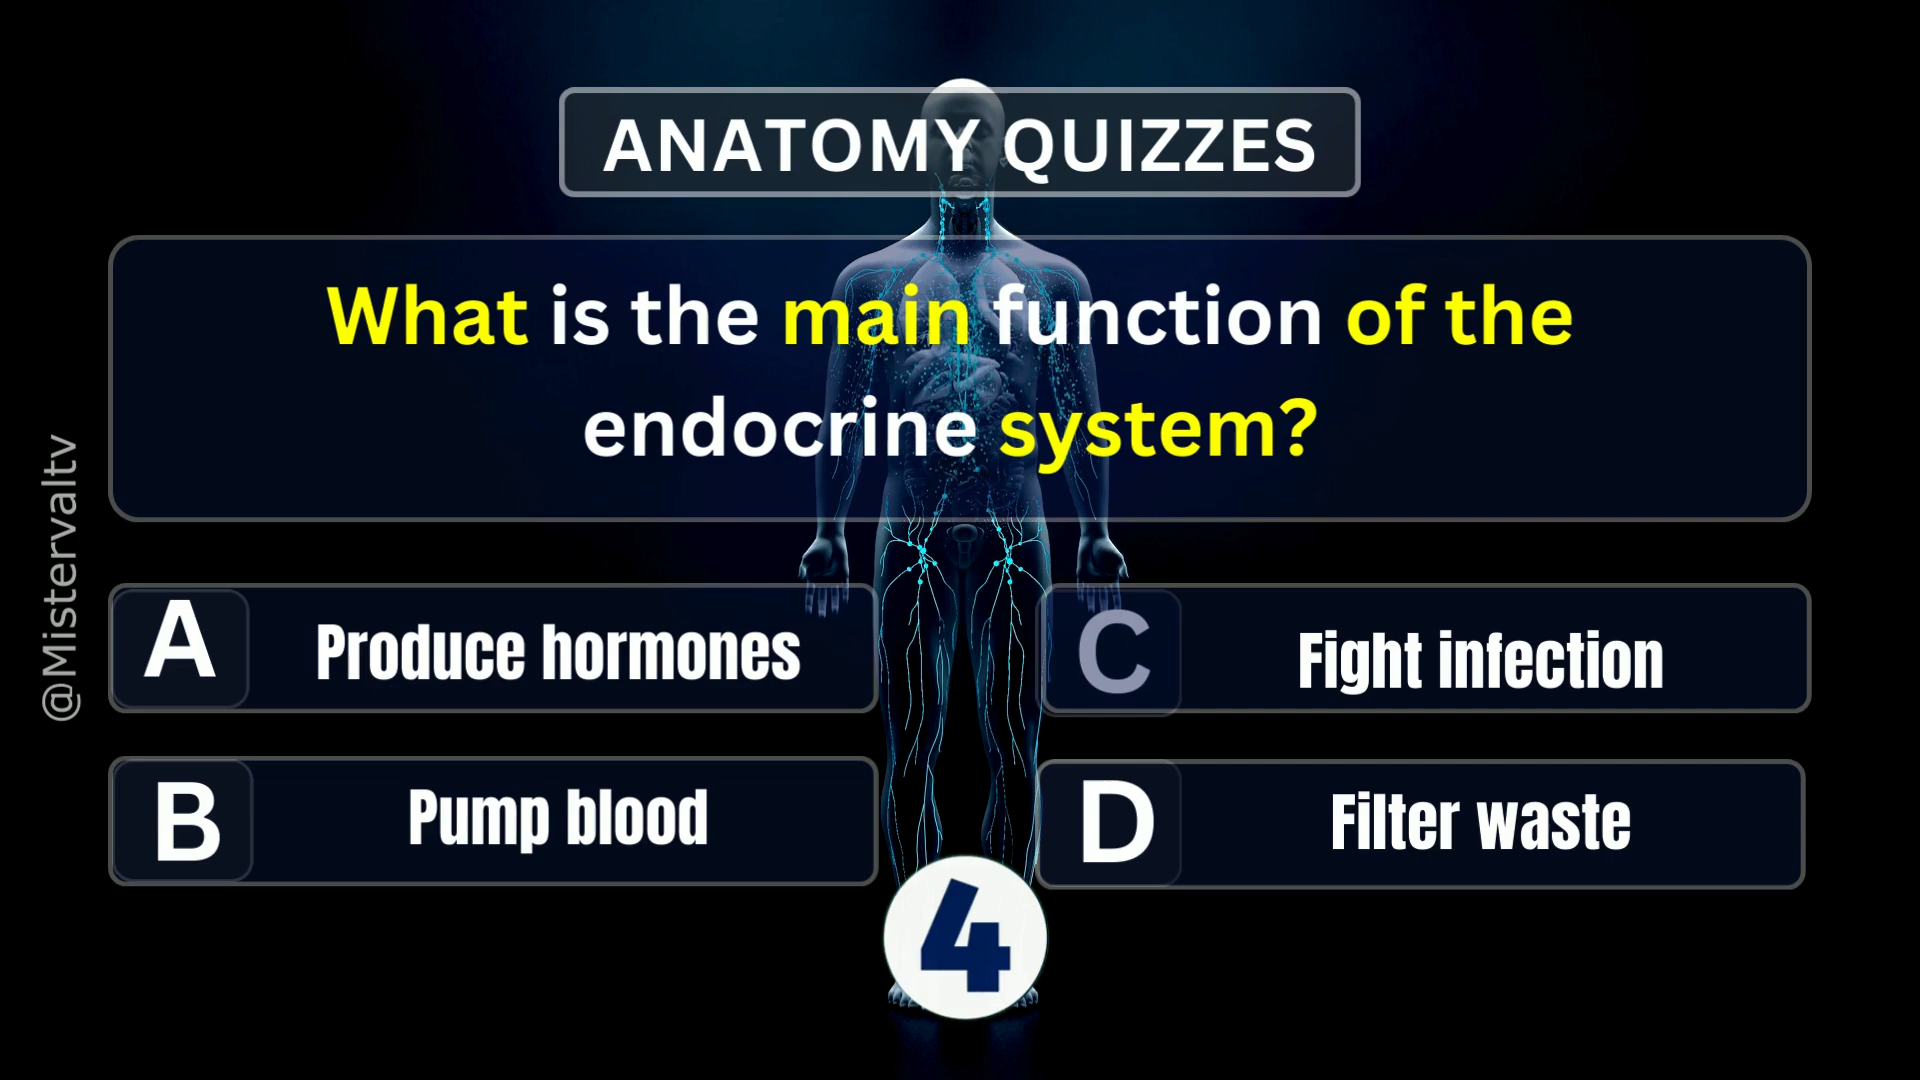 ANATOMY QUIZZES
What is the main function of the
endocrine system?
A Produce hormones
C Fight infection
B Pump blood
D Filter waste
4
@Mistervaltv